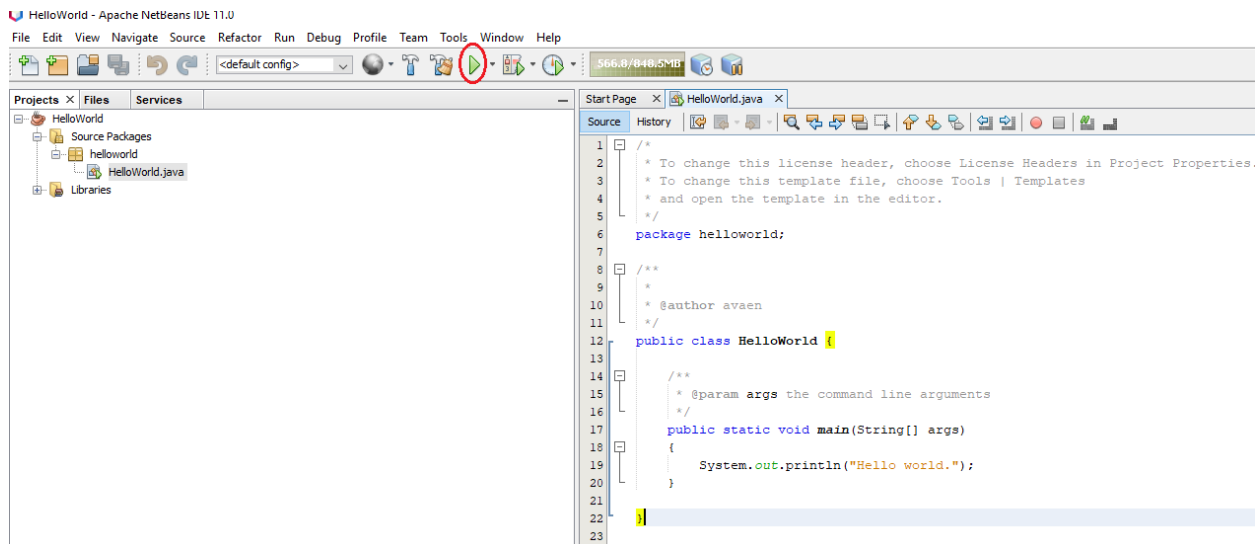 HelloWorld - Apache NetBeans IDE 11.0
File Edit View Navigate Source Refactor Run Debug Profile Team Tools Window Help
<default config> 566.8/848.5MB
Projects X Files Services
HelloWorld
Source Packages
helloworld
HelloWorld.java
Libraries
Start Page X HelloWorld.java X
Source History
1 /*
2 * To change this license header, choose License Headers in Project Properties.
3 * To change this template file, choose Tools | Templates
4 * and open the template in the editor.
5 */
6 package helloworld;
7
8 /**
9 *
10 * @author avaen
11 */
12 public class HelloWorld {
13
14 /**
15 * @param args the command line arguments
16 */
17 public static void main(String[] args)
18 {
19 System.out.println("Hello world.");
20 }
21
22 }
23